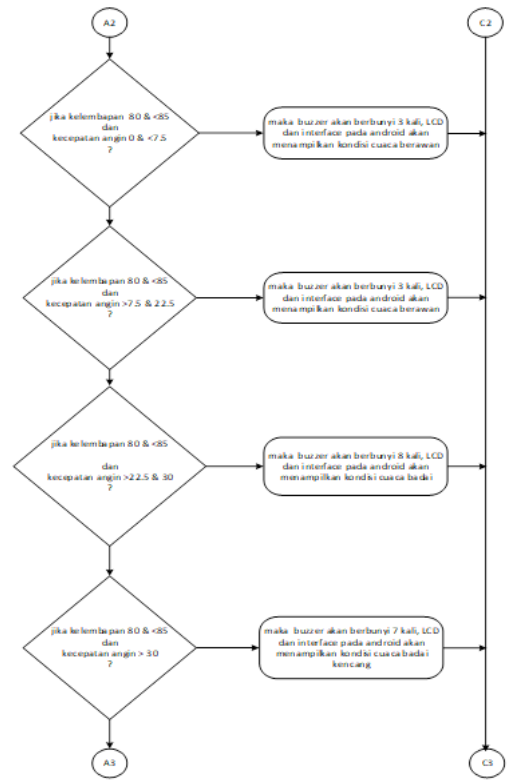 A2
C2
jika kelembapan 80 & <85
dan
kecepatan angin 0 & <7.5
?
maka buzzer akan berbunyi 3 kali, LCD
dan interface pada android akan
menampilkan kondisi cuaca berawan
jika kelembapan 80 & <85
dan
kecepatan angin >7.5 & 22.5
?
maka buzzer akan berbunyi 3 kali, LCD
dan interface pada android akan
menampilkan kondisi cuaca berawan
jika kelembapan 80 & <85
dan
kecepatan angin >22.5 & 30
?
maka buzzer akan berbunyi 8 kali, LCD
dan interface pada android akan
menampilkan kondisi cuaca badai
jika kelembapan 80 & <85
dan
kecepatan angin > 30
?
maka buzzer akan berbunyi 7 kali, LCD
dan interface pada android akan
menampilkan kondisi cuaca badai
kencang
A3
C3